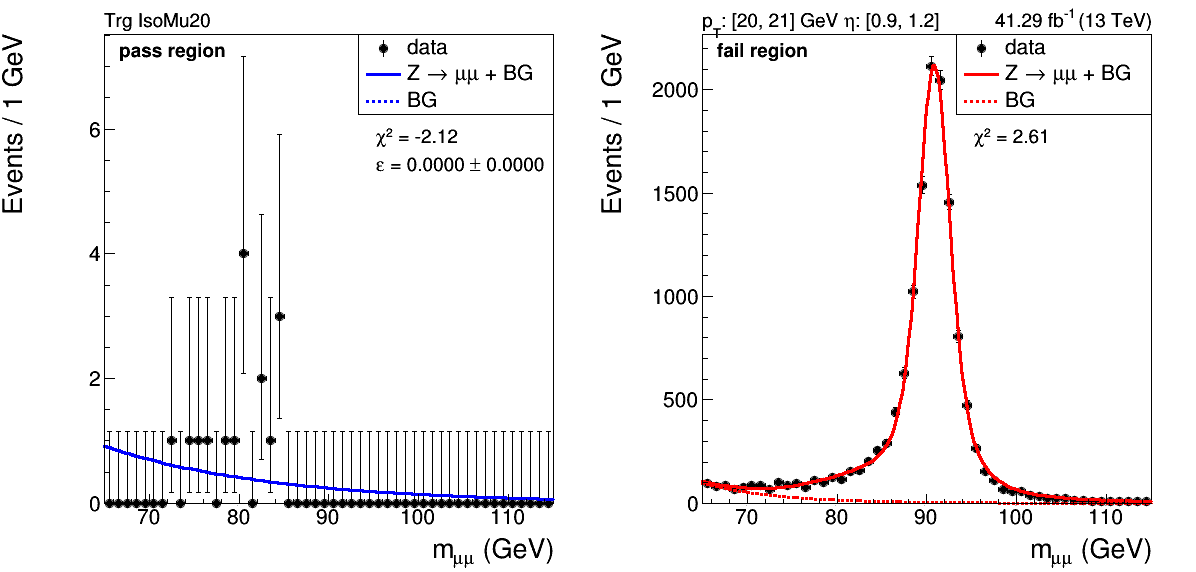 Trg IsoMu20
pass region
data
Z → μμ + BG
BG
χ² = -2.12
ε = 0.0000 ± 0.0000
Events / 1 GeV
6
4
2
0
70 80 90 100 110
mμμ (GeV)
pT: [20, 21] GeV η: [0.9, 1.2] 41.29 fb⁻¹ (13 TeV)
fail region
data
Z → μμ + BG
BG
χ² = 2.61
Events / 1 GeV
2000
1500
1000
500
0
70 80 90 100 110
mμμ (GeV)